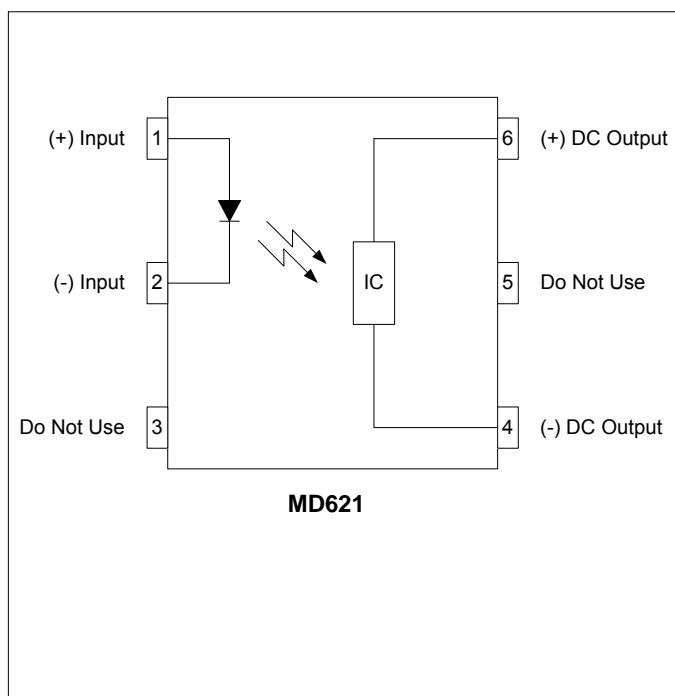 (+) Input 1
6 (+) DC Output
(-) Input 2
IC
5 Do Not Use
Do Not Use 3
4 (-) DC Output
MD621